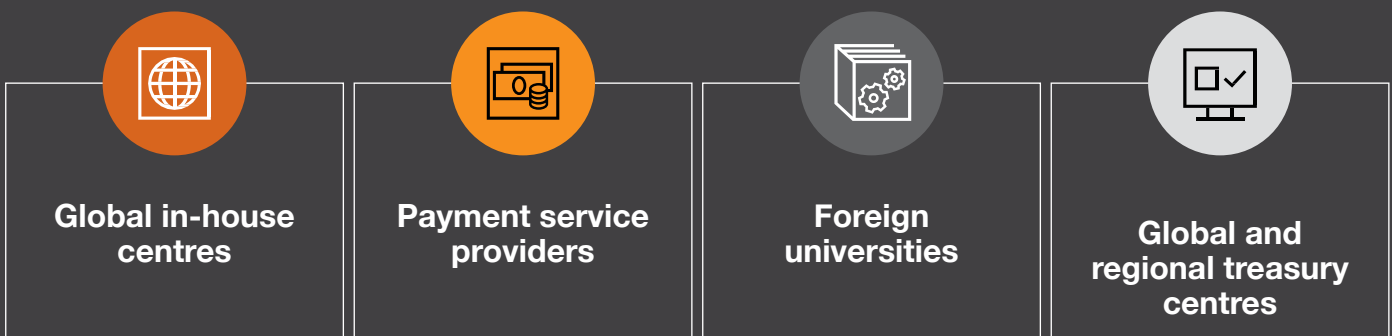 Global in-house
centres
Payment service
providers
Foreign
universities
Global and
regional treasury
centres